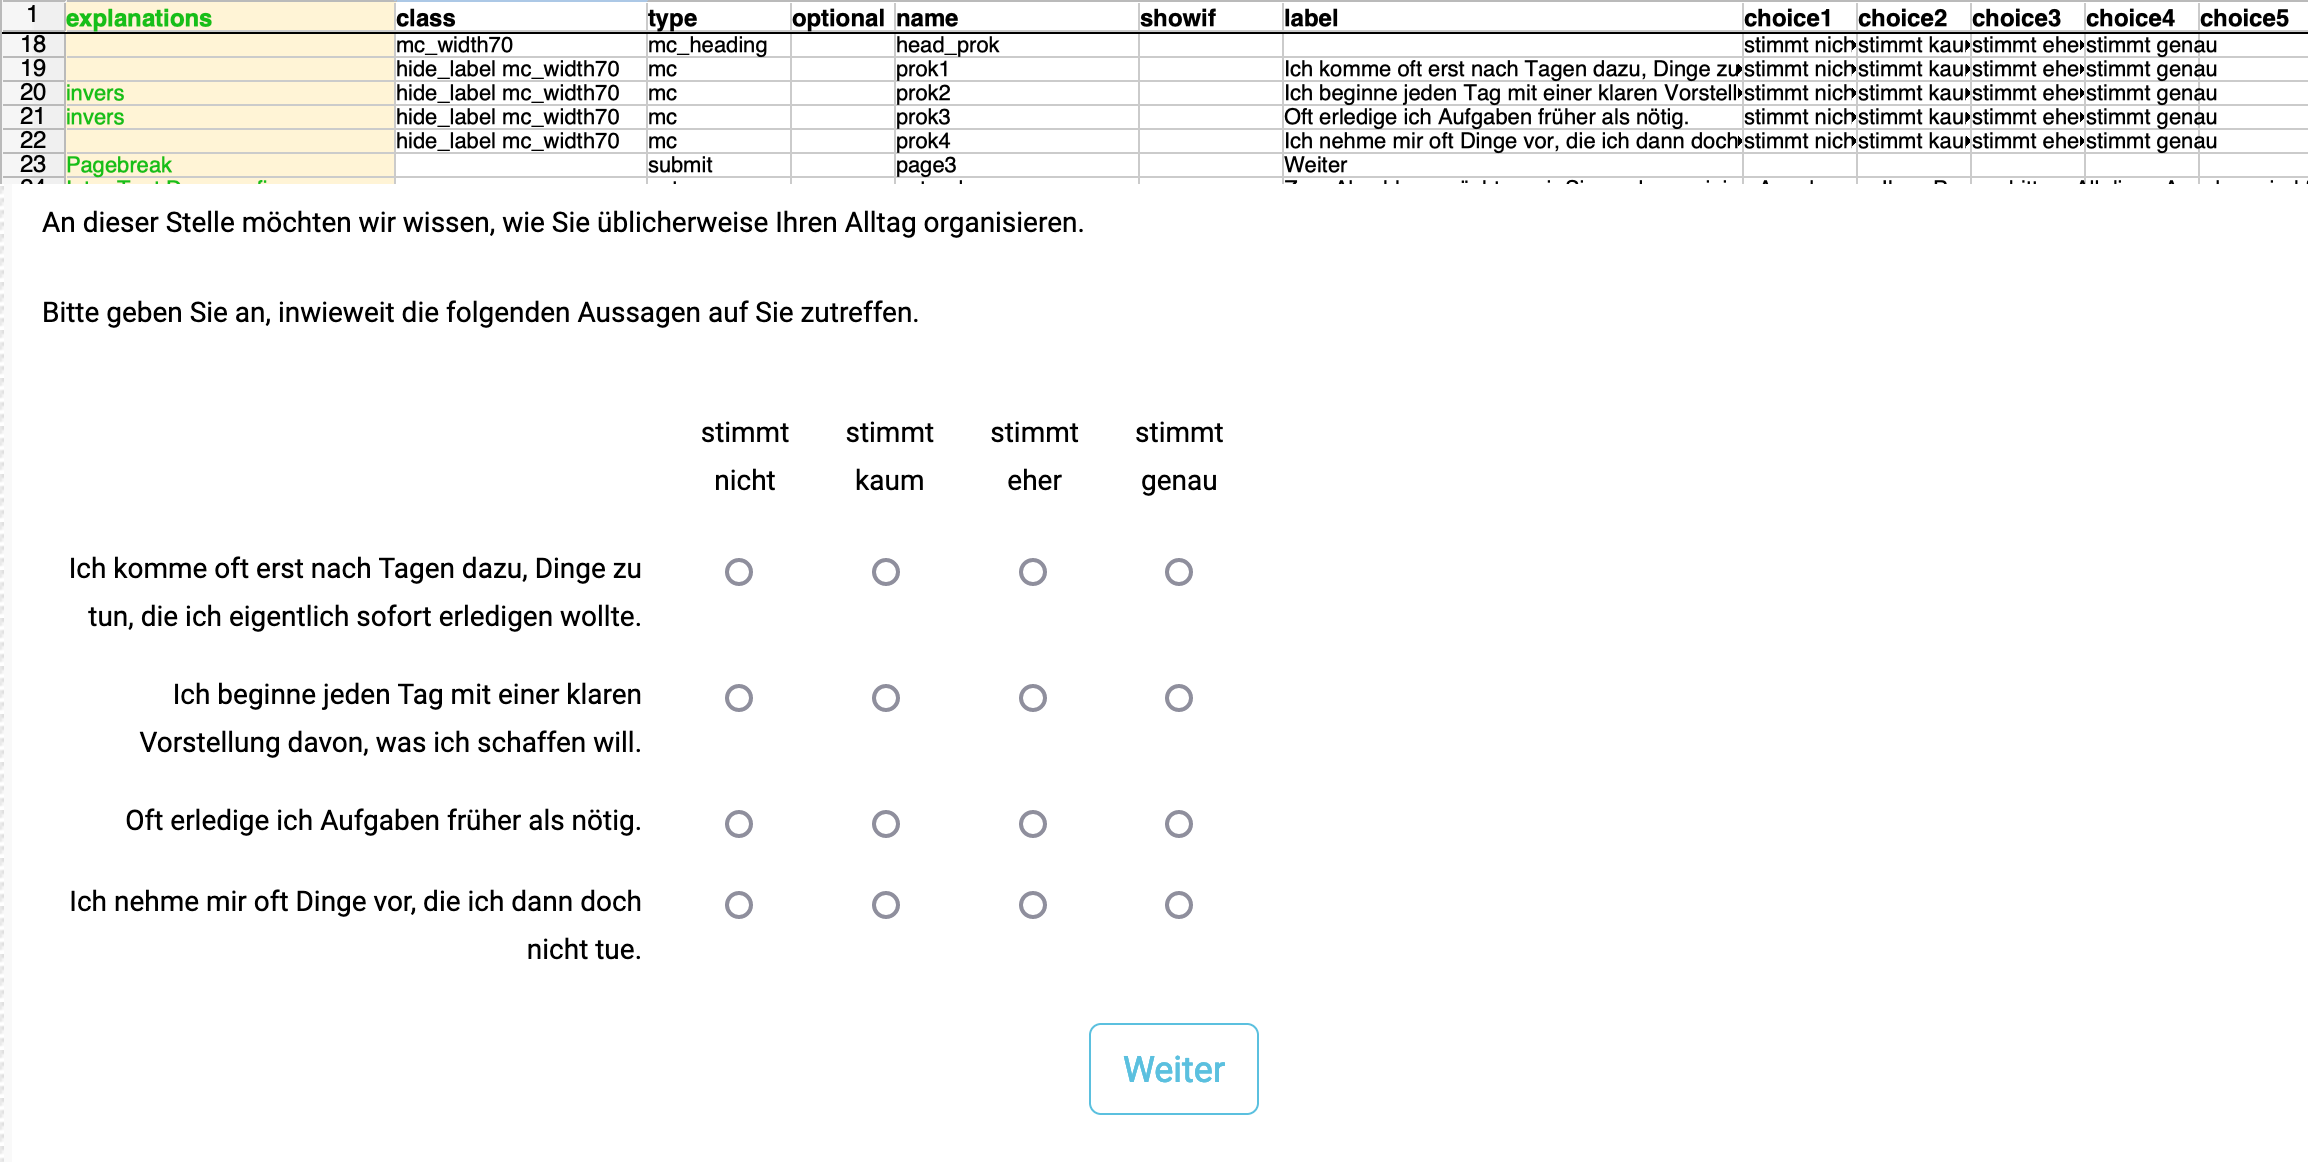 1 explanations class type optional name showif label choice1 choice2 choice3 choice4 choice5
18 mc_width70 mc_heading head_prok stimmt nich stimmt kau stimmt ehe stimmt genau
19 hide_label mc_width70 mc prok1 Ich komme oft erst nach Tagen dazu, Dinge zu stimmt nich stimmt kau stimmt ehe stimmt genau
20 invers hide_label mc_width70 mc prok2 Ich beginne jeden Tag mit einer klaren Vorstell stimmt nich stimmt kau stimmt ehe stimmt genau
21 invers hide_label mc_width70 mc prok3 Oft erledige ich Aufgaben früher als nötig. stimmt nich stimmt kau stimmt ehe stimmt genau
22 hide_label mc_width70 mc prok4 Ich nehme mir oft Dinge vor, die ich dann doch stimmt nich stimmt kau stimmt ehe stimmt genau
23 Pagebreak submit page3 Weiter
An dieser Stelle möchten wir wissen, wie Sie üblicherweise Ihren Alltag organisieren.
Bitte geben Sie an, inwieweit die folgenden Aussagen auf Sie zutreffen.
stimmt stimmt stimmt stimmt
nicht kaum eher genau
Ich komme oft erst nach Tagen dazu, Dinge zu
tun, die ich eigentlich sofort erledigen wollte.
Ich beginne jeden Tag mit einer klaren
Vorstellung davon, was ich schaffen will.
Oft erledige ich Aufgaben früher als nötig.
Ich nehme mir oft Dinge vor, die ich dann doch
nicht tue.
Weiter